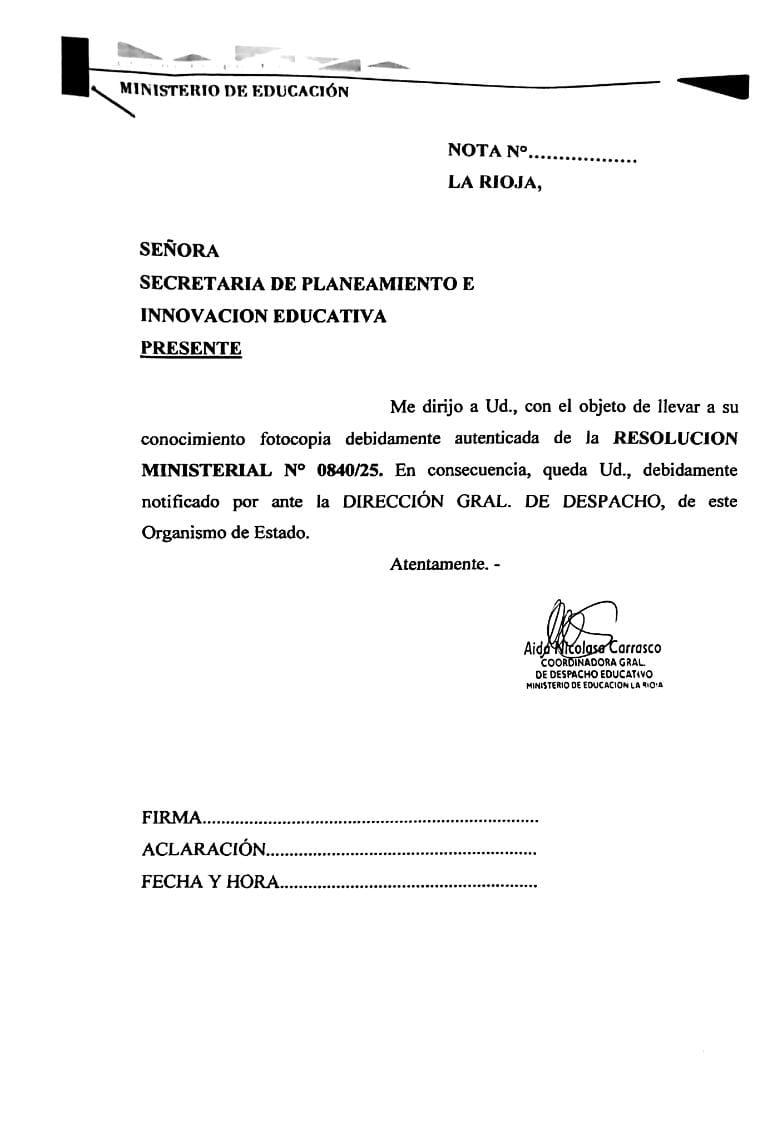 MINISTERIO DE EDUCACIÓN
NOTA Nº..................
LA RIOJA,
SEÑORA
SECRETARIA DE PLANEAMIENTO E
INNOVACION EDUCATIVA
PRESENTE
Me dirijo a Ud., con el objeto de llevar a su
conocimiento fotocopia debidamente autenticada de la RESOLUCION
MINISTERIAL Nº 0840/25. En consecuencia, queda Ud., debidamente
notificado por ante la DIRECCIÓN GRAL. DE DESPACHO, de este
Organismo de Estado.
Atentamente. -
Aida Nicolasa Carrasco
COORDINADORA GRAL.
DE DESPACHO EDUCATIVO
MINISTERIO DE EDUCACION LA RIOJA
FIRMA.........................................................................
ACLARACIÓN..........................................................
FECHA Y HORA.......................................................